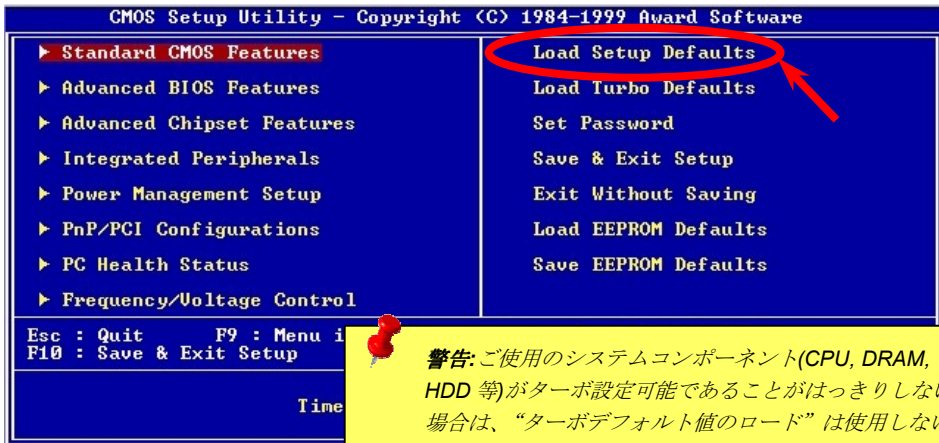 CMOS Setup Utility - Copyright (C) 1984-1999 Award Software
▶ Standard CMOS Features
▶ Advanced BIOS Features
▶ Advanced Chipset Features
▶ Integrated Peripherals
▶ Power Management Setup
▶ PnP/PCI Configurations
▶ PC Health Status
▶ Frequency/Voltage Control
Load Setup Defaults
Load Turbo Defaults
Set Password
Save & Exit Setup
Exit Without Saving
Load EEPROM Defaults
Save EEPROM Defaults
Esc : Quit F9 : Menu i
F10 : Save & Exit Setup
Time
警告:ご使用のシステムコンポーネント(CPU, DRAM,
HDD 等)がターボ設定可能であることがはっきりしない
場合は、“ターボデフォルト値のロード” は使用しない